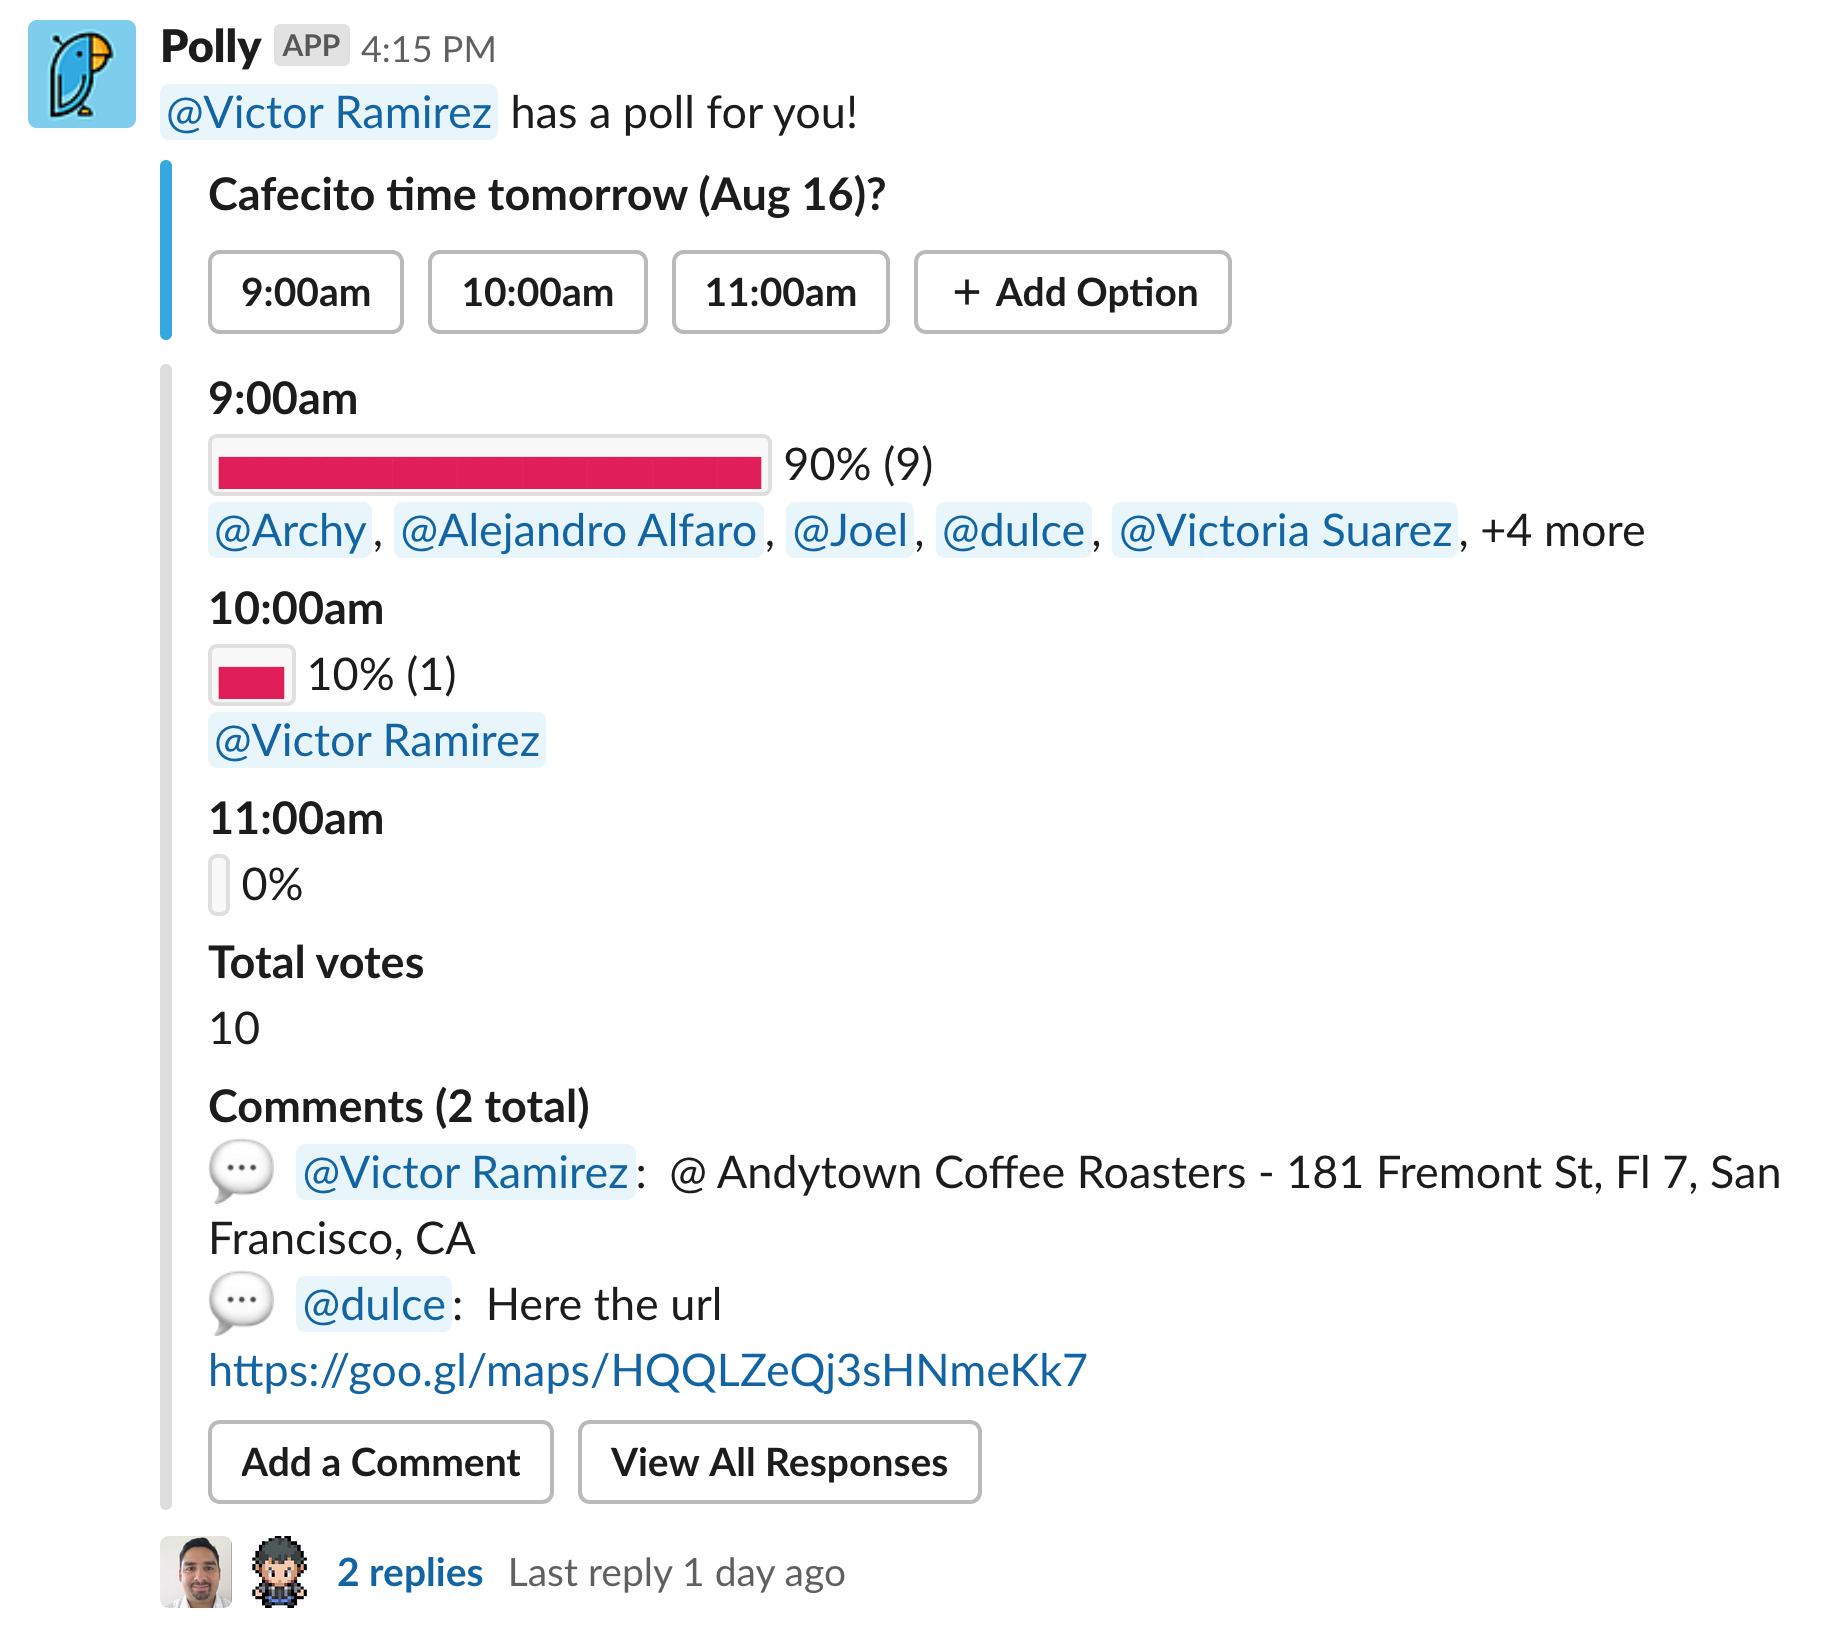 Polly APP 4:15 PM
@Victor Ramirez has a poll for you!
Cafecito time tomorrow (Aug 16)?
9:00am 10:00am 11:00am + Add Option
9:00am
90% (9)
@Archy, @Alejandro Alfaro, @Joel, @dulce, @Victoria Suarez, +4 more
10:00am
10% (1)
@Victor Ramirez
11:00am
0%
Total votes
10
Comments (2 total)
@Victor Ramirez: @ Andytown Coffee Roasters - 181 Fremont St, Fl 7, San
Francisco, CA
@dulce: Here the url
https://goo.gl/maps/HQQLZeQj3sHNmeKk7
Add a Comment View All Responses
2 replies Last reply 1 day ago